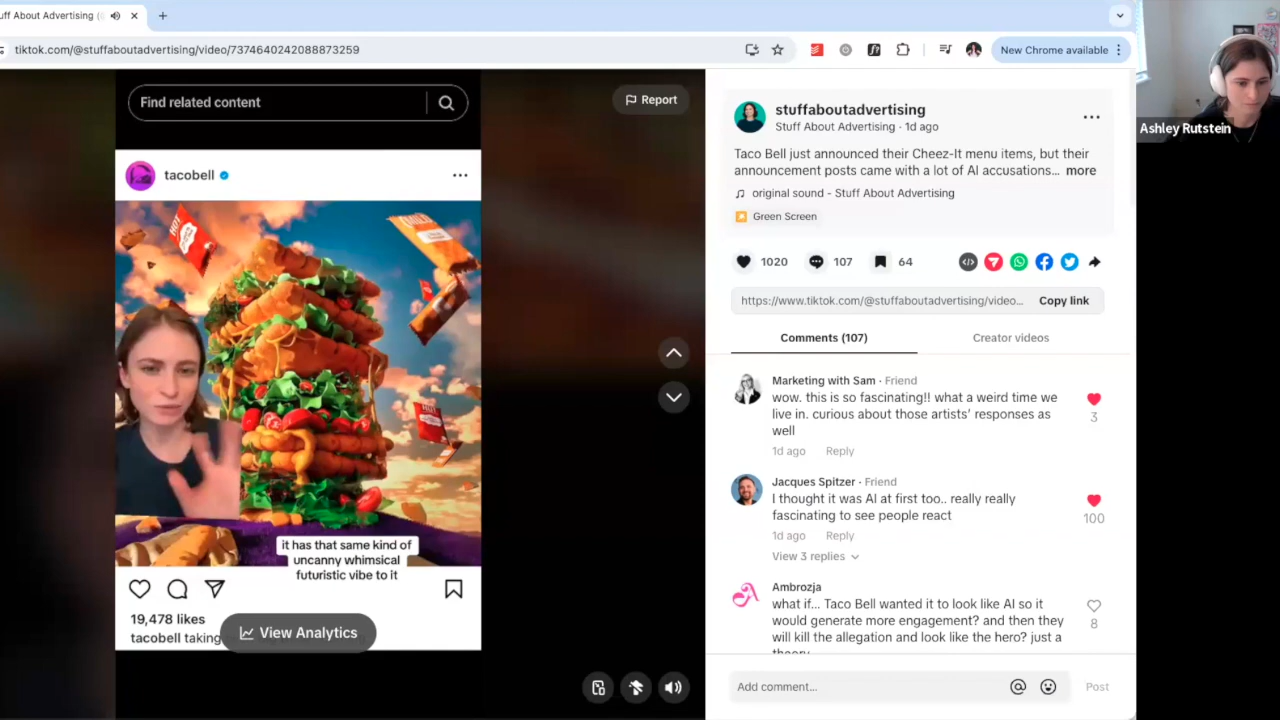 uff About Advertising (
tiktok.com/@stuffaboutadvertising/video/7374640242088873259
New Chrome available
Ashley Rutstein
Find related content
Report
tacobell
HOT
it has that same kind of
uncanny whimsical
futuristic vibe to it
19,478 likes
tacobell taking
View Analytics
stuffaboutadvertising
Stuff About Advertising · 1d ago
Taco Bell just announced their Cheez-It menu items, but their
announcement posts came with a lot of AI accusations... more
original sound - Stuff About Advertising
Green Screen
1020
107
64
https://www.tiktok.com/@stuffaboutadvertising/video...
Copy link
Comments (107)
Creator videos
Marketing with Sam · Friend
wow. this is so fascinating!! what a weird time we
live in. curious about those artists’ responses as
well
3
1d ago
Reply
Jacques Spitzer · Friend
I thought it was AI at first too.. really really
fascinating to see people react
100
1d ago
Reply
View 3 replies
Ambrozja
what if... Taco Bell wanted it to look like AI so it
would generate more engagement? and then they
will kill the allegation and look like the hero? just a
theory
8
Add comment...
Post